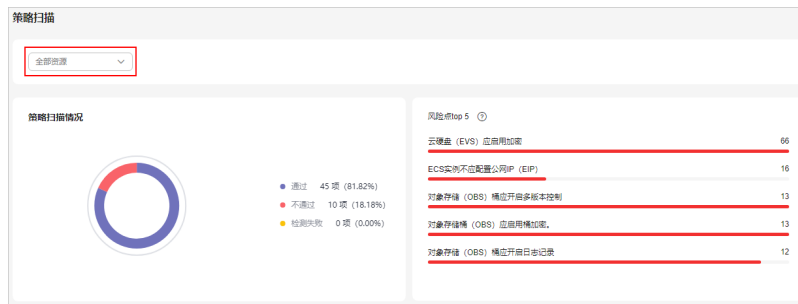 策略扫描
全部资源
策略扫描情况
通过 45 项 (81.82%)
不通过 10 项 (18.18%)
检测失败 0 项 (0.00%)
风险点top 5
云硬盘（EVS）应启用加密 66
ECS实例不应配置公网IP（EIP） 16
对象存储（OBS）桶应开启多版本控制 13
对象存储桶（OBS）应启用桶加密。 13
对象存储（OBS）桶应开启日志记录 12